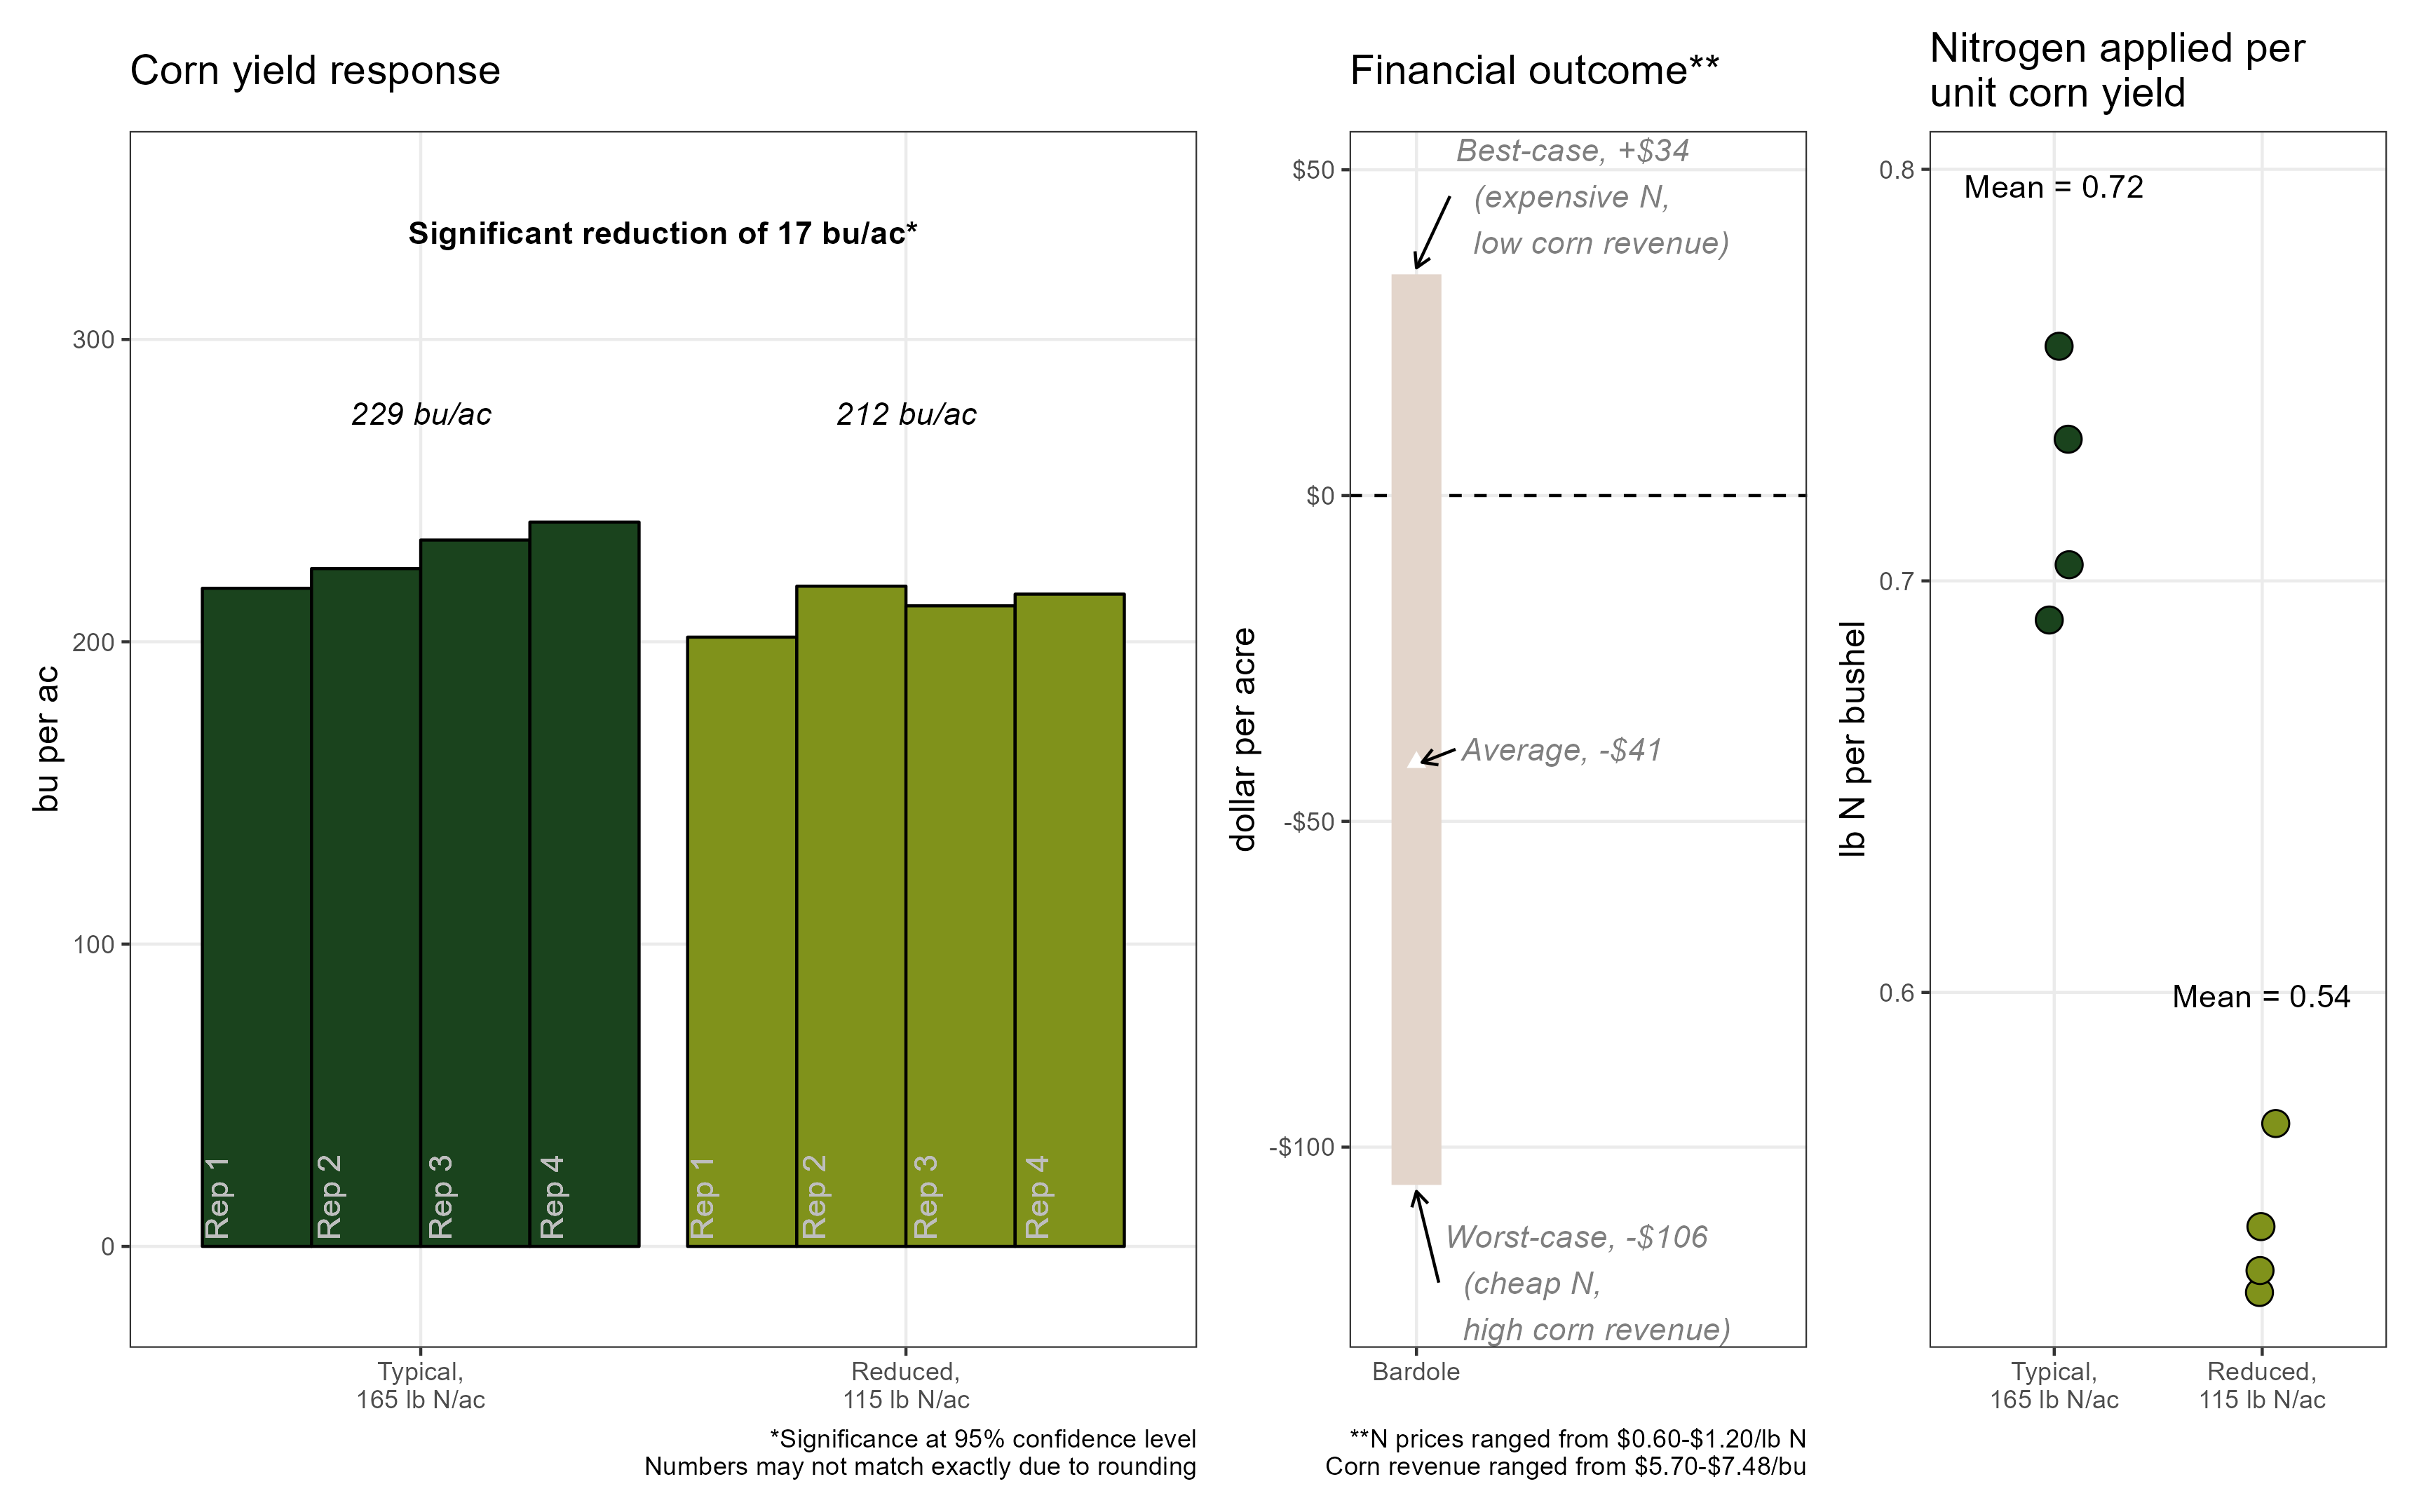 Corn yield response
Significant reduction of 17 bu/ac*
229 bu/ac
212 bu/ac
bu per ac
300
200
100
0
Rep 1
Rep 2
Rep 3
Rep 4
Rep 1
Rep 2
Rep 3
Rep 4
Typical,
165 lb N/ac
Reduced,
115 lb N/ac
*Significance at 95% confidence level
Numbers may not match exactly due to rounding
Financial outcome**
dollar per acre
$50
$0
-$50
-$100
Best-case, +$34
(expensive N,
low corn revenue)
Average, -$41
Worst-case, -$106
(cheap N,
high corn revenue)
Bardole
**N prices ranged from $0.60-$1.20/lb N
Corn revenue ranged from $5.70-$7.48/bu
Nitrogen applied per
unit corn yield
lb N per bushel
0.8
0.7
0.6
Mean = 0.72
Mean = 0.54
Typical,
165 lb N/ac
Reduced,
115 lb N/ac